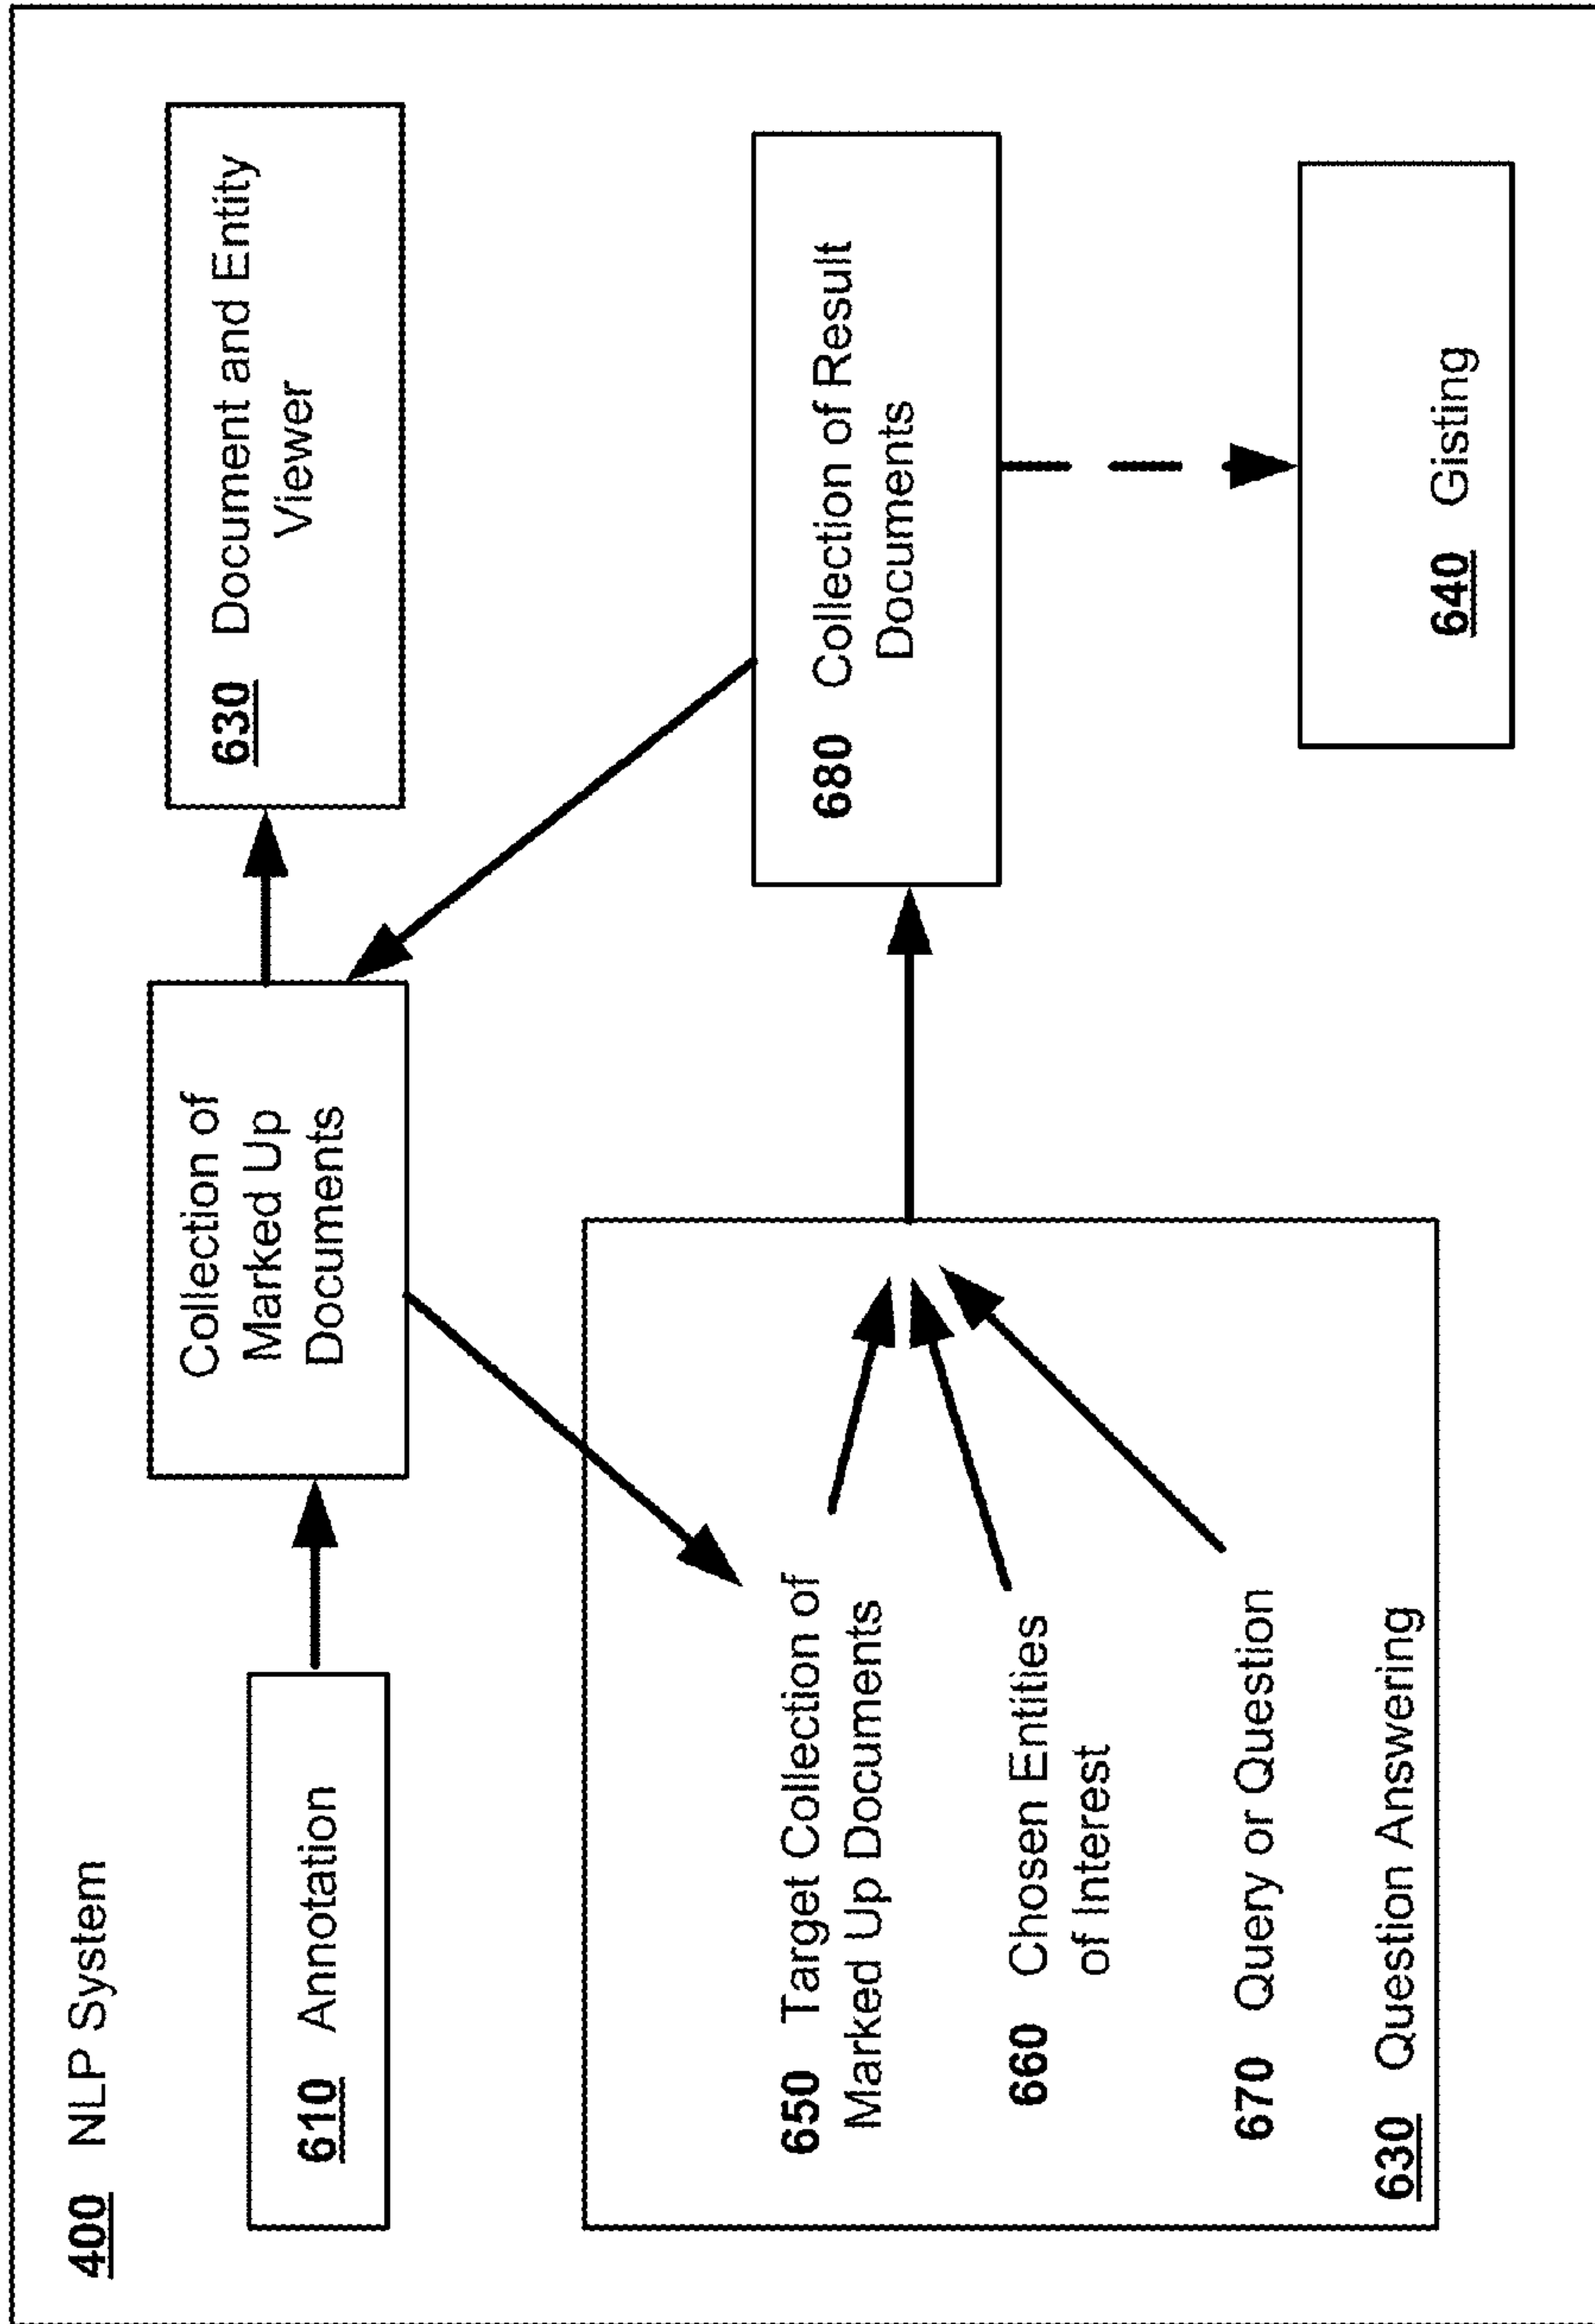 400 NLP System
610 Annotation
Collection of
Marked Up
Documents
630 Document and Entity
Viewer
650 Target Collection of
Marked Up Documents
660 Chosen Entities
of Interest
670 Query or Question
630 Question Answering
680 Collection of Result
Documents
640 Gisting